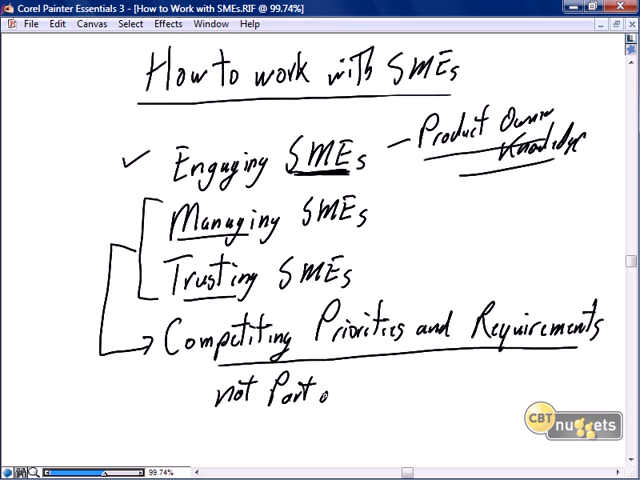 Corel Painter Essentials 3 - [How to Work with SMEs.RIF @ 99.74%]
File Edit Canvas Select Effects Window Help
How to work with SMEs
Engaging SMEs - Product Owner
Knowledge
Managing SMEs
Trusting SMEs
Competiting Priorities and Requirements
not Part o
CBT nuggets
99.74%